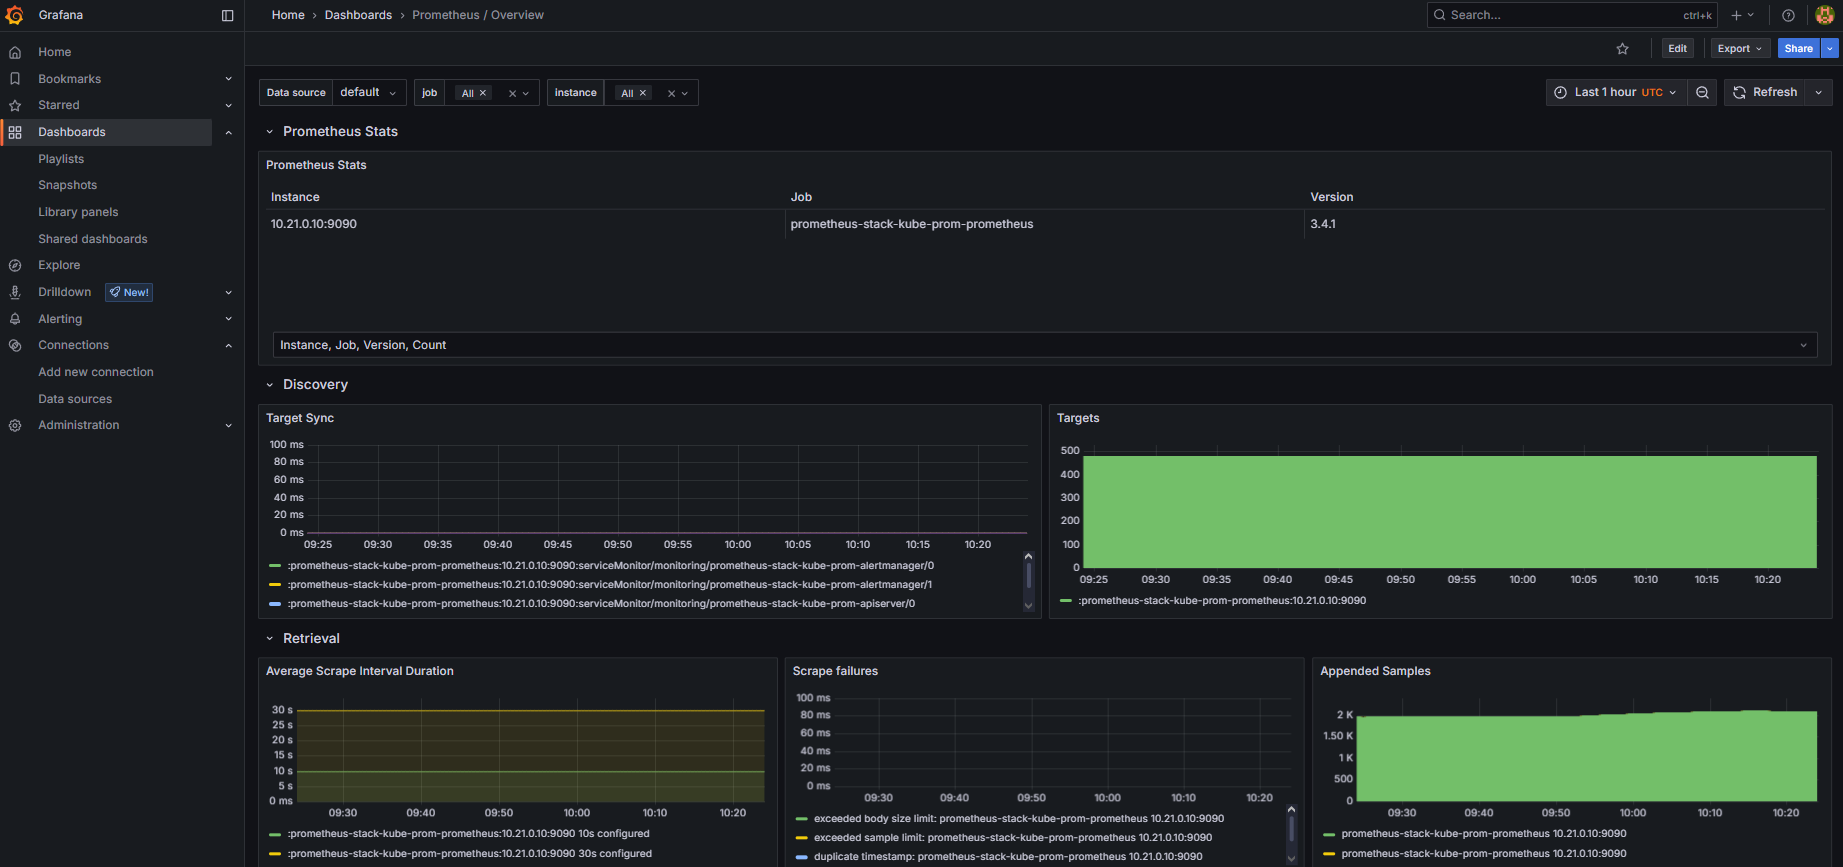 Grafana
Home › Dashboards › Prometheus / Overview
Search...
ctrl+k
Home
Bookmarks
Starred
Dashboards
Playlists
Snapshots
Library panels
Shared dashboards
Explore
Drilldown New!
Alerting
Connections
Add new connection
Data sources
Administration
Edit
Export
Share
Data source default
job All
instance All
Last 1 hour UTC
Refresh
Prometheus Stats
Prometheus Stats
Instance Job Version
10.21.0.10:9090 prometheus-stack-kube-prom-prometheus 3.4.1
Instance, Job, Version, Count
Discovery
Target Sync
100 ms
80 ms
60 ms
40 ms
20 ms
0 ms
09:25 09:30 09:35 09:40 09:45 09:50 09:55 10:00 10:05 10:10 10:15 10:20
:prometheus-stack-kube-prom-prometheus:10.21.0.10:9090:serviceMonitor/monitoring/prometheus-stack-kube-prom-alertmanager/0
:prometheus-stack-kube-prom-prometheus:10.21.0.10:9090:serviceMonitor/monitoring/prometheus-stack-kube-prom-alertmanager/1
:prometheus-stack-kube-prom-prometheus:10.21.0.10:9090:serviceMonitor/monitoring/prometheus-stack-kube-prom-apiserver/0
Targets
500
400
300
200
100
0
09:25 09:30 09:35 09:40 09:45 09:50 09:55 10:00 10:05 10:10 10:15 10:20
:prometheus-stack-kube-prom-prometheus:10.21.0.10:9090
Retrieval
Average Scrape Interval Duration
30 s
25 s
20 s
15 s
10 s
5 s
0 ms
09:30 09:40 09:50 10:00 10:10 10:20
:prometheus-stack-kube-prom-prometheus:10.21.0.10:9090 10s configured
:prometheus-stack-kube-prom-prometheus:10.21.0.10:9090 30s configured
Scrape failures
100 ms
80 ms
60 ms
40 ms
20 ms
0 ms
09:30 09:40 09:50 10:00 10:10 10:20
exceeded body size limit: prometheus-stack-kube-prom-prometheus 10.21.0.10:9090
exceeded sample limit: prometheus-stack-kube-prom-prometheus 10.21.0.10:9090
duplicate timestamp: prometheus-stack-kube-prom-prometheus 10.21.0.10:9090
Appended Samples
2 K
1.50 K
1 K
500
0
09:30 09:40 09:50 10:00 10:10 10:20
prometheus-stack-kube-prom-prometheus 10.21.0.10:9090
prometheus-stack-kube-prom-prometheus 10.21.0.10:9090